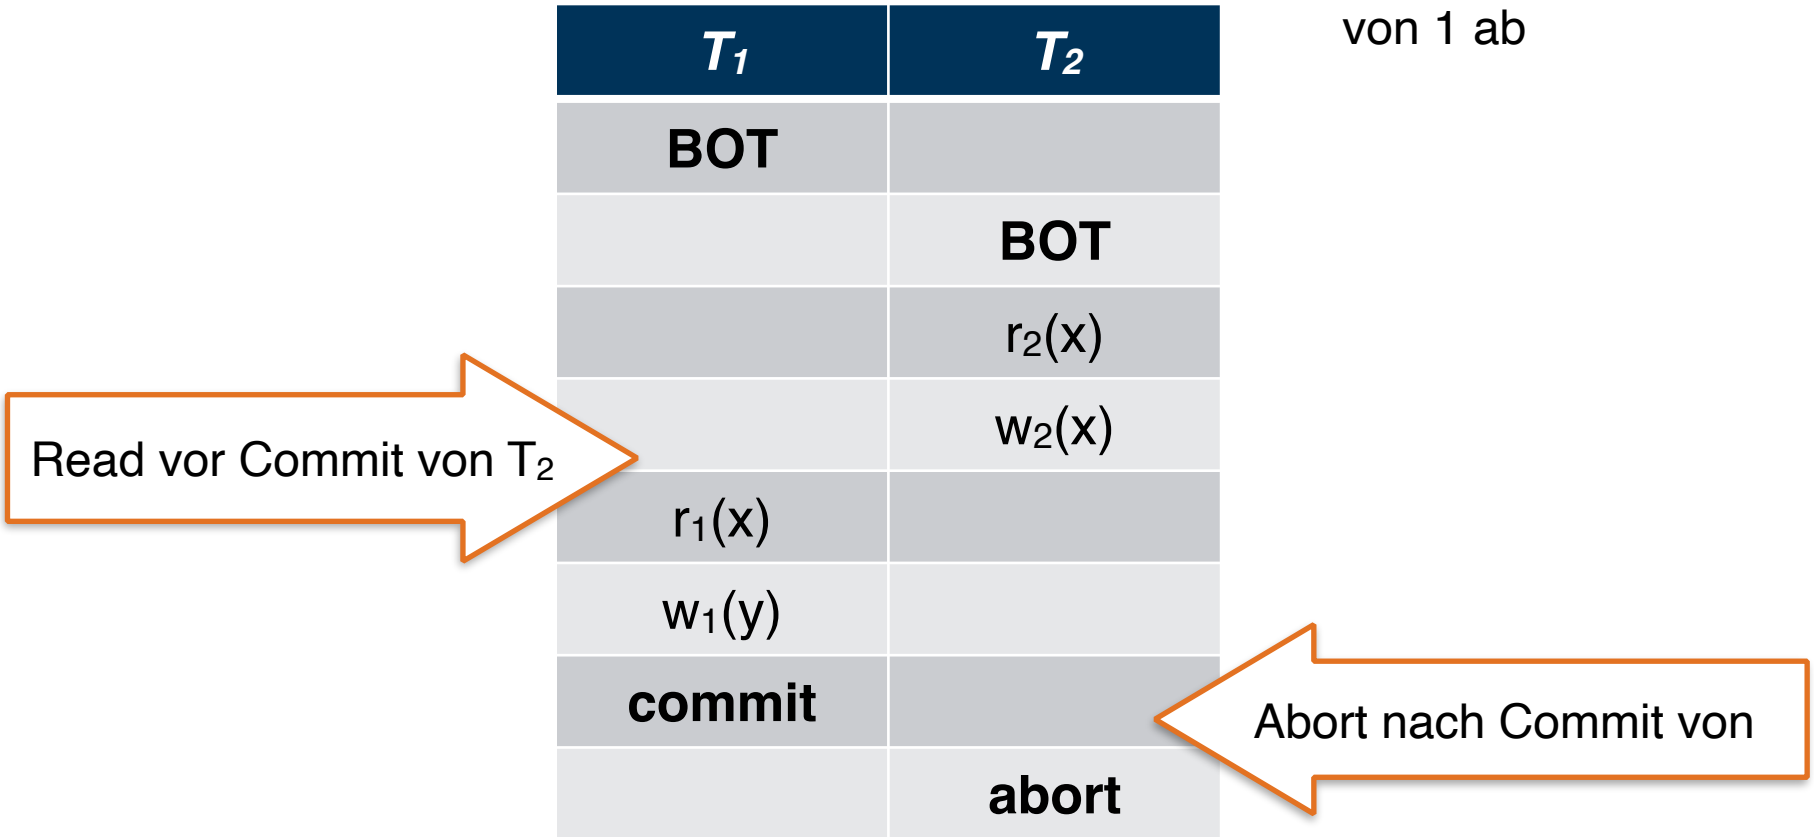 von 1 ab
T₁ T₂
BOT
BOT
r₂(x)
w₂(x)
Read vor Commit von T₂
r₁(x)
w₁(y)
commit
Abort nach Commit von
abort